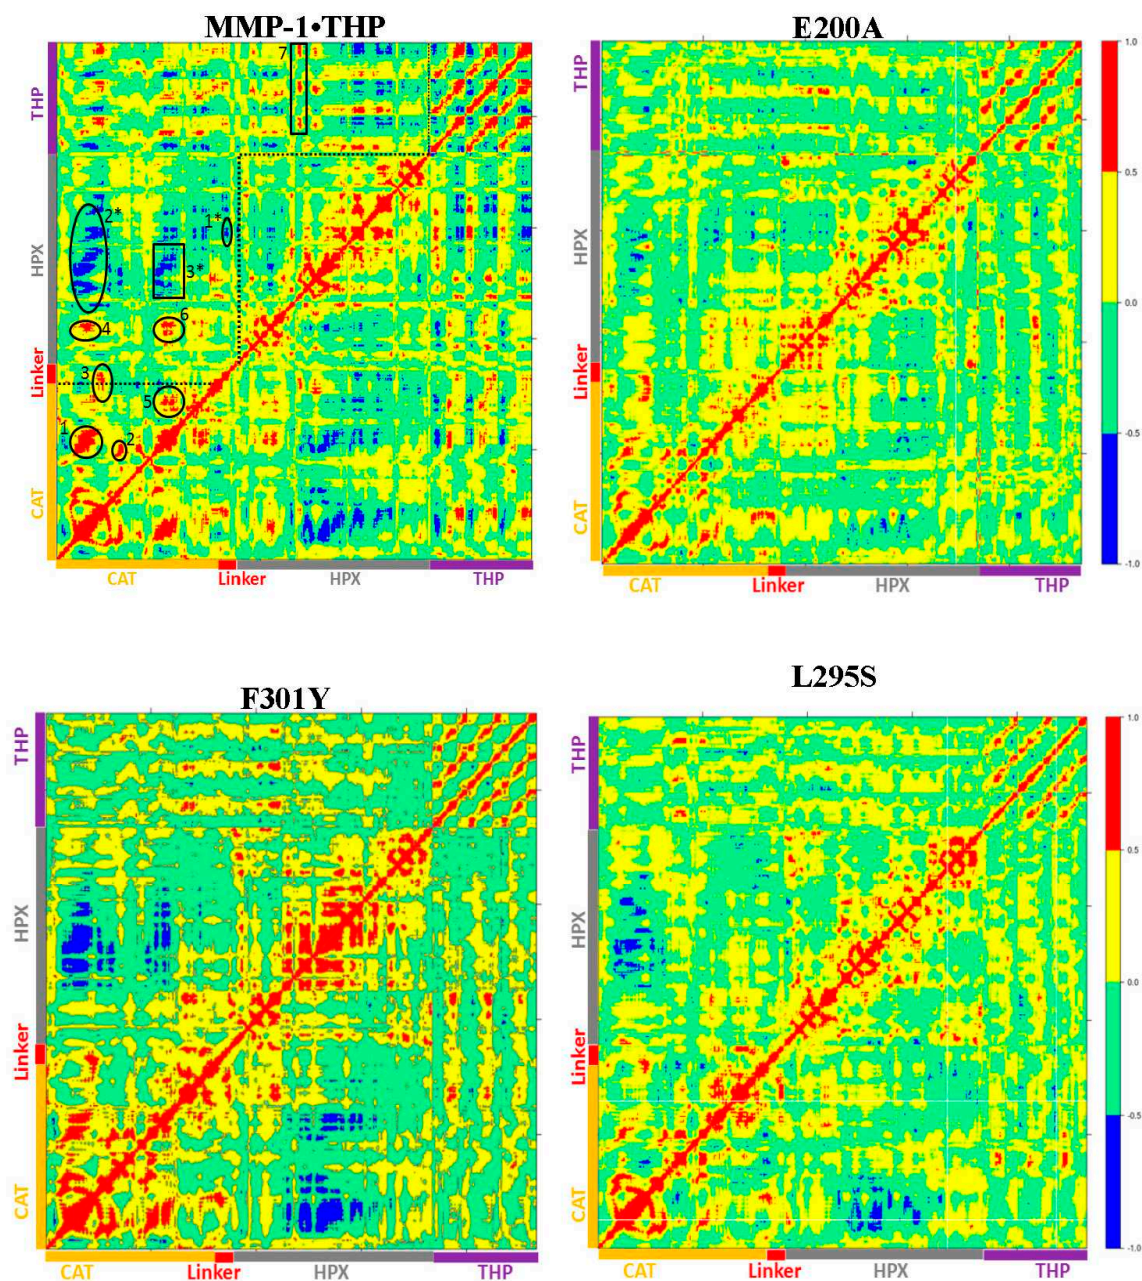 MMP-1•THP
E200A
THP
HPX
Linker
CAT
7
2*
1*
3*
4
6
3
5
1
2
CAT
Linker
HPX
THP
THP
HPX
Linker
CAT
CAT
Linker
HPX
THP
1.0
0.5
0.0
-0.5
-1.0
F301Y
L295S
THP
HPX
Linker
CAT
CAT
Linker
HPX
THP
THP
HPX
Linker
CAT
CAT
Linker
HPX
THP
1.0
0.5
0.0
-0.5
-1.0